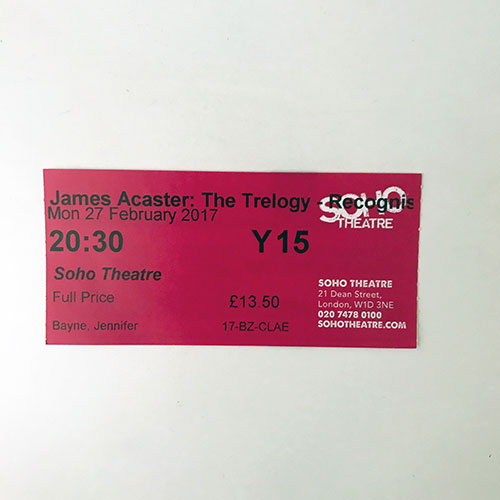 James Acaster: The Trelogy - Recognis
Mon 27 February 2017
SOHO
THEATRE
20:30 Y 15
Soho Theatre
Full Price £13.50
Bayne, Jennifer 17-BZ-CLAE
SOHO THEATRE
21 Dean Street,
London, W1D 3NE
020 7478 0100
SOHOTHEATRE.COM